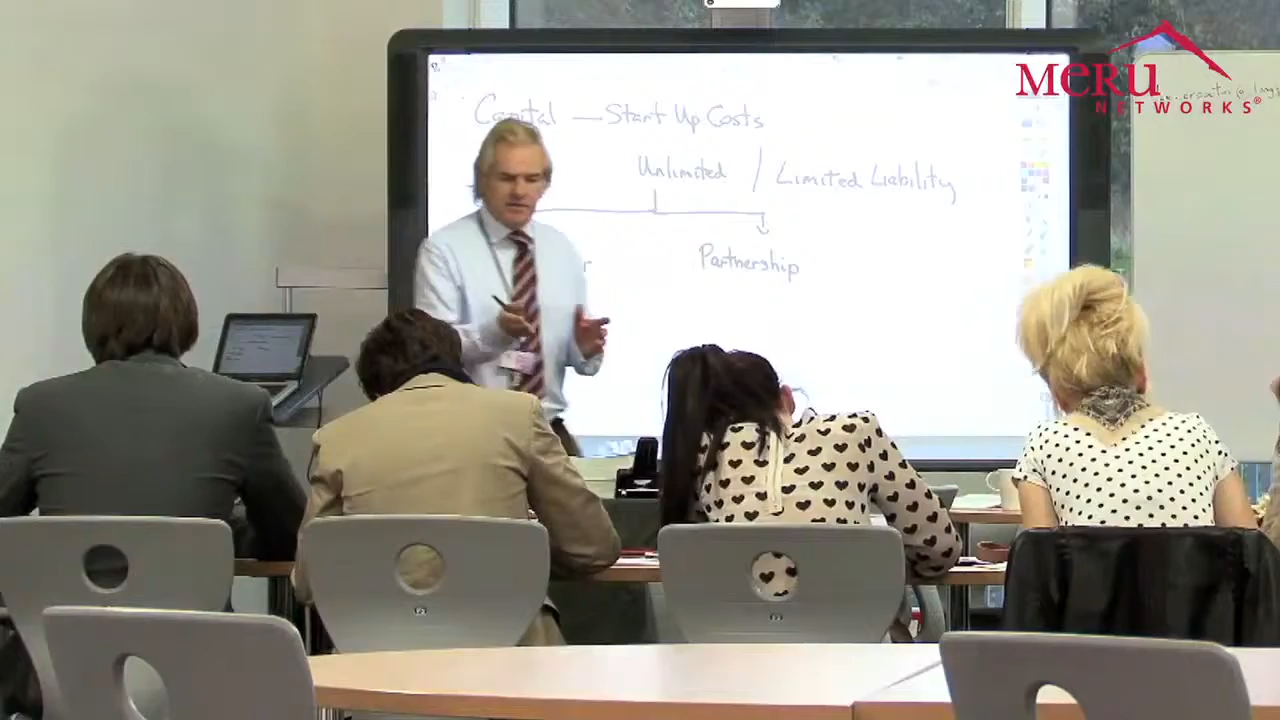 MERU
NETWORKS®
Capital — Start Up Costs
Unlimited / Limited Liability
Partnership